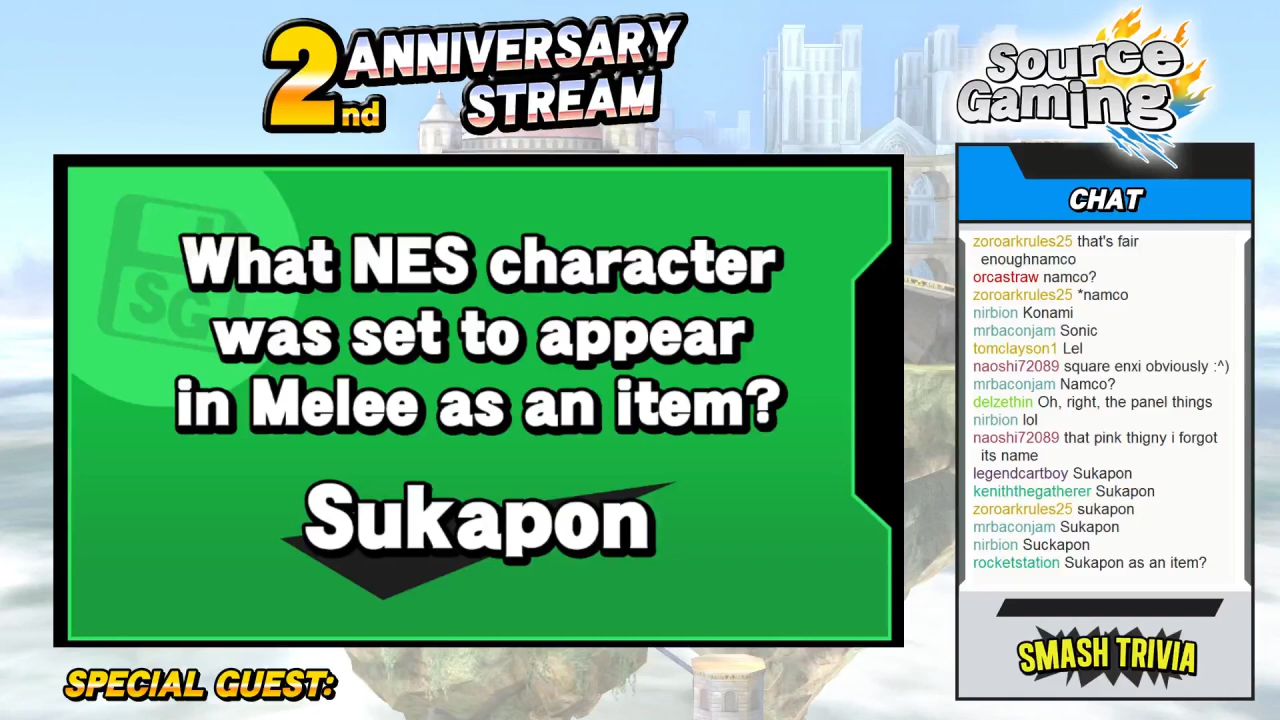 2nd ANNIVERSARY
STREAM
Source
Gaming
SG
What NES character
was set to appear
in Melee as an item?
Sukapon
SPECIAL GUEST:
CHAT
zoroarkrules25 that's fair
enoughnamco
orcastraw namco?
zoroarkrules25 *namco
nirbion Konami
mrbaconjam Sonic
tomclayson1 Lel
naoshi72089 square enxi obviously :^)
mrbaconjam Namco?
delzethin Oh, right, the panel things
nirbion lol
naoshi72089 that pink thigny i forgot
its name
legendcartboy Sukapon
keniththegatherer Sukapon
zoroarkrules25 sukapon
mrbaconjam Sukapon
nirbion Suckapon
rocketstation Sukapon as an item?
SMASH TRIVIA